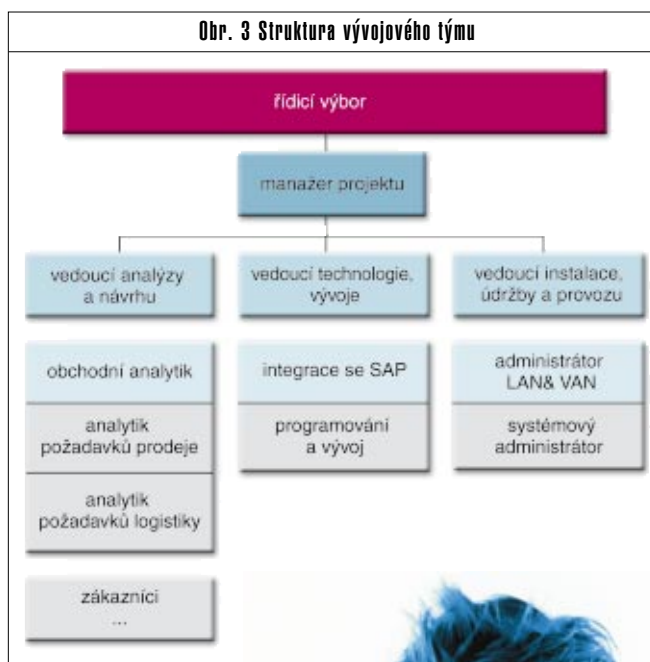 Obr. 3 Struktura vývojového týmu
řídicí výbor
manažer projektu
vedoucí analýzy
a návrhu
vedoucí technologie,
vývoje
vedoucí instalace,
údržby a provozu
obchodní analytik
analytik
požadavků prodeje
analytik
požadavků logistiky
zákazníci
...
integrace se SAP
programování
a vývoj
administrátor
LAN& VAN
systémový
administrátor